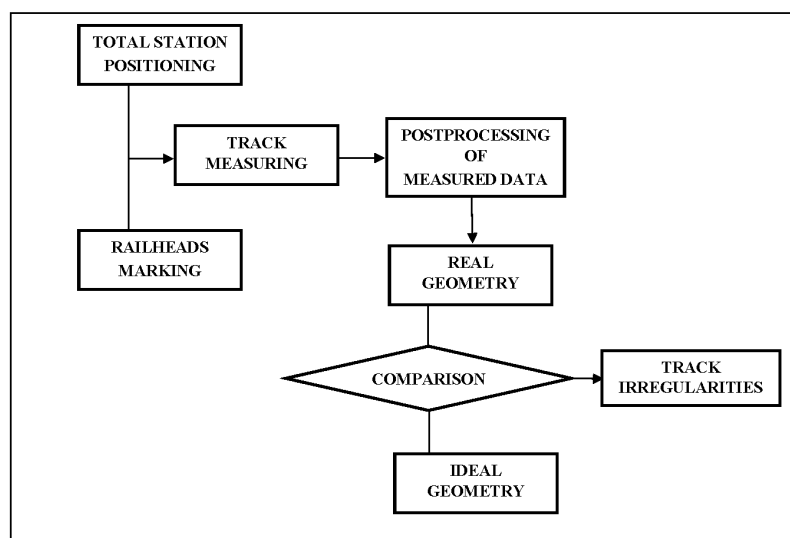 TOTAL STATION
POSITIONING
TRACK
MEASURING
POSTPROCESSING
OF
MEASURED DATA
RAILHEADS
MARKING
REAL
GEOMETRY
COMPARISON
TRACK
IRREGULARITIES
IDEAL
GEOMETRY